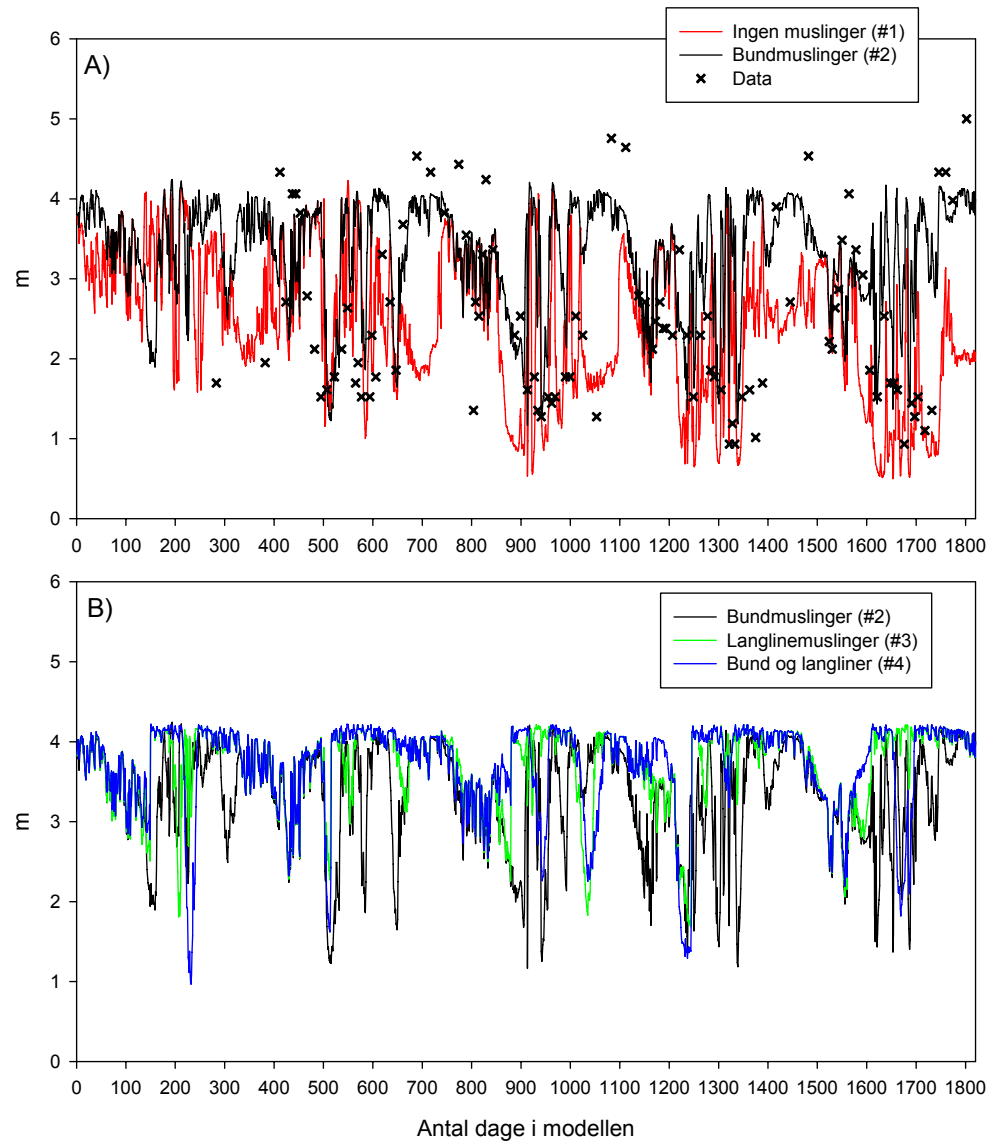 A)
Ingen muslinger (#1)
Bundmuslinger (#2)
Data
6
5
4
3
2
1
0
m
0 100 200 300 400 500 600 700 800 900 1000 1100 1200 1300 1400 1500 1600 1700 1800
B)
Bundmuslinger (#2)
Langlinemuslinger (#3)
Bund og langliner (#4)
6
5
4
3
2
1
0
m
0 100 200 300 400 500 600 700 800 900 1000 1100 1200 1300 1400 1500 1600 1700 1800
Antal dage i modellen